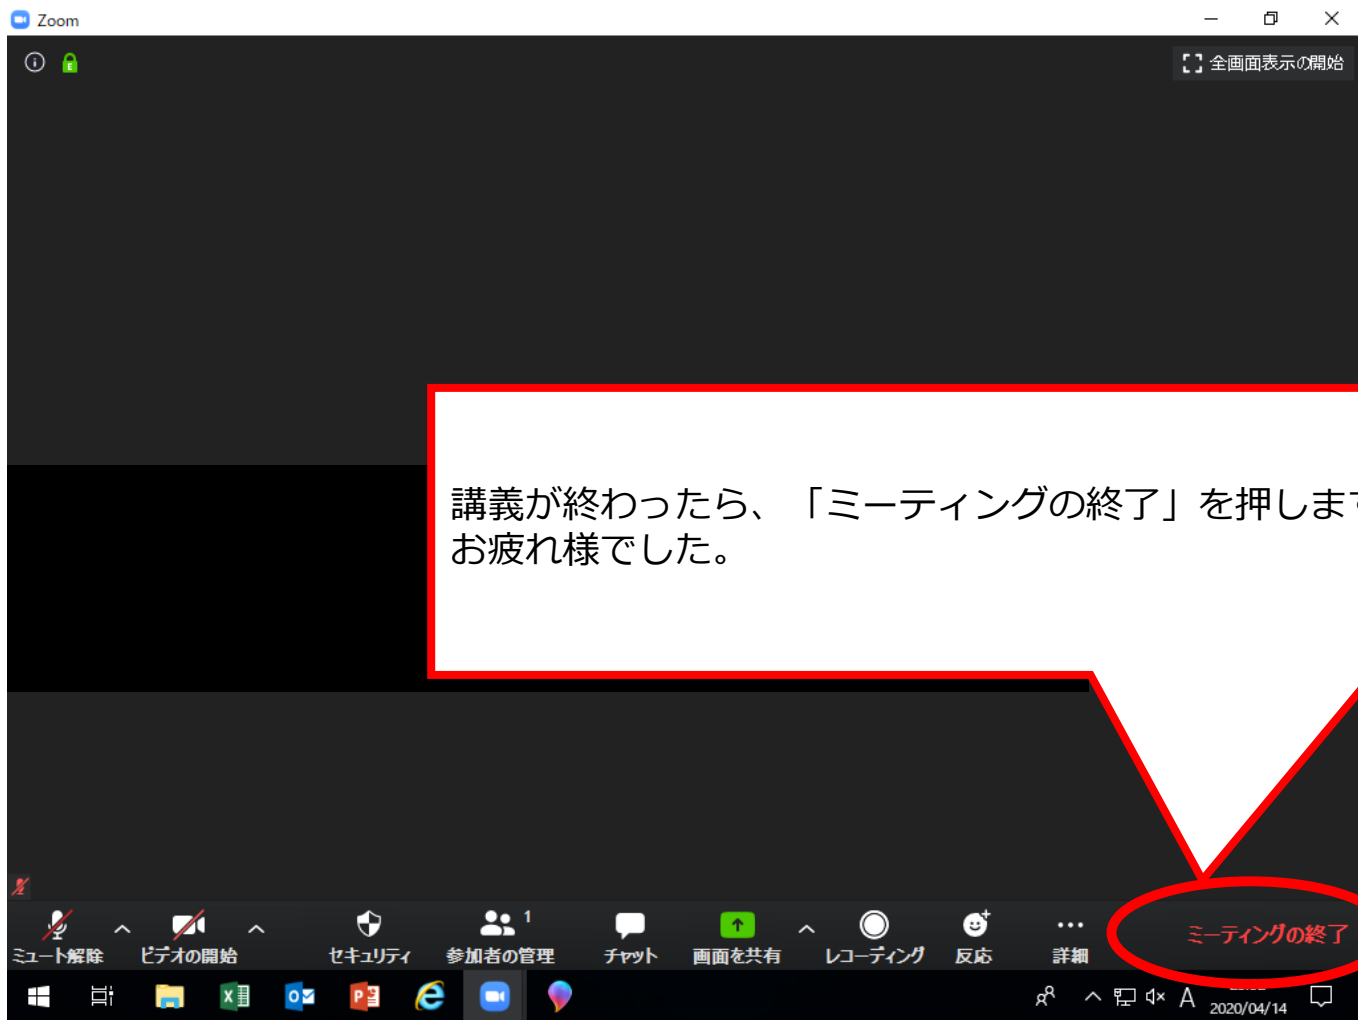 Zoom
全画面表示の開始
講義が終わったら、「ミーティングの終了」を押しま
お疲れ様でした。
1
ミュート解除 ビデオの開始 セキュリティ 参加者の管理 チャット 画面を共有 レコーディング 反応 詳細 ミーティングの終了
A
2020/04/14